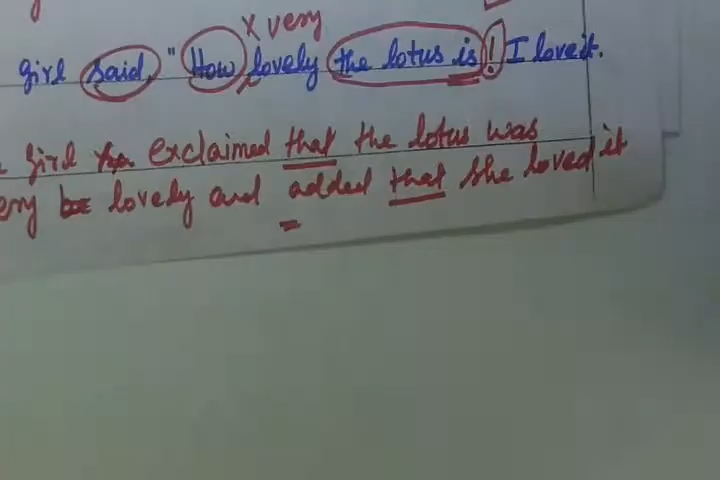 × very
girl said, "How lovely the lotus is! I love it.
girl exclaimed that the lotus was
lovely and added that she loved it